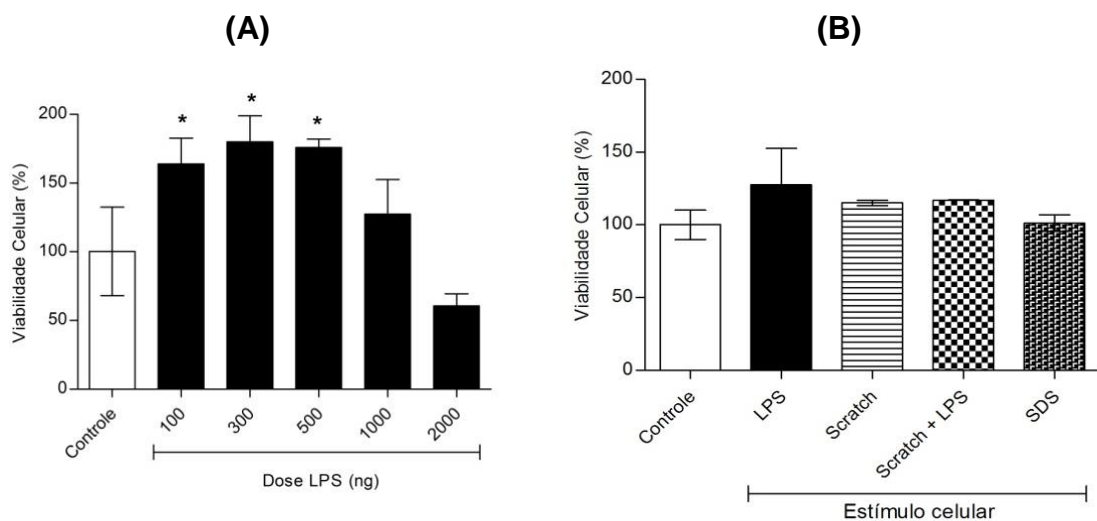 (A)
(B)
Viabilidade Celular (%)
200
150
100
50
0
* * *
Controle
100
300
500
1000
2000
Dose LPS (ng)
Viabilidade Celular (%)
200
150
100
50
0
Controle
LPS
Scratch
Scratch + LPS
SDS
Estímulo celular